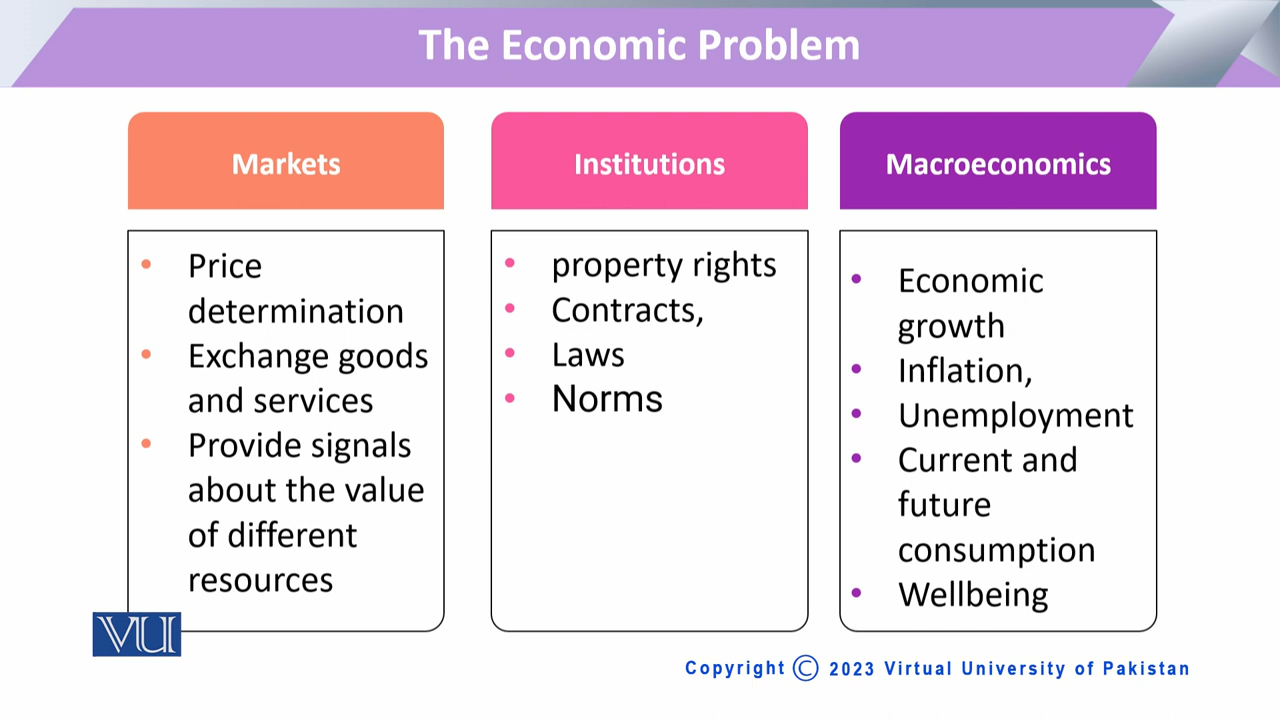 The Economic Problem
Markets
Price
determination
Exchange goods
and services
Provide signals
about the value
of different
resources
Institutions
property rights
Contracts,
Laws
Norms
Macroeconomics
Economic
growth
Inflation,
Unemployment
Current and
future
consumption
Wellbeing
VU
Copyright © 2023 Virtual University of Pakistan